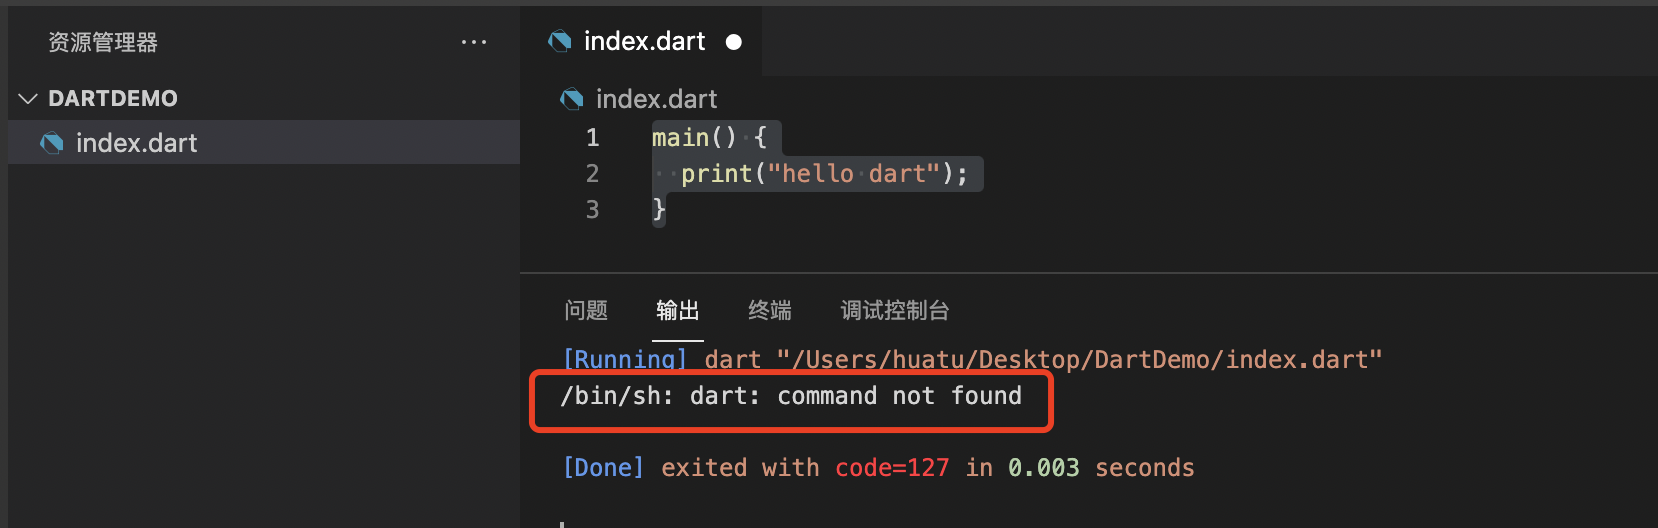 资源管理器
···
DARTDEMO
index.dart
index.dart
index.dart
1 main() {
2 print("hello dart");
3 }
问题 输出 终端 调试控制台
[Running] dart "/Users/huatu/Desktop/DartDemo/index.dart"
/bin/sh: dart: command not found
[Done] exited with code=127 in 0.003 seconds